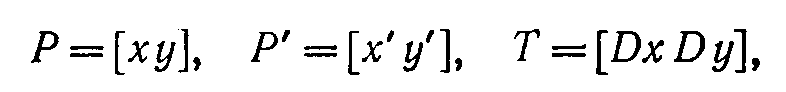 P = [x y], P′ = [x′ y′], T = [Dx Dy],